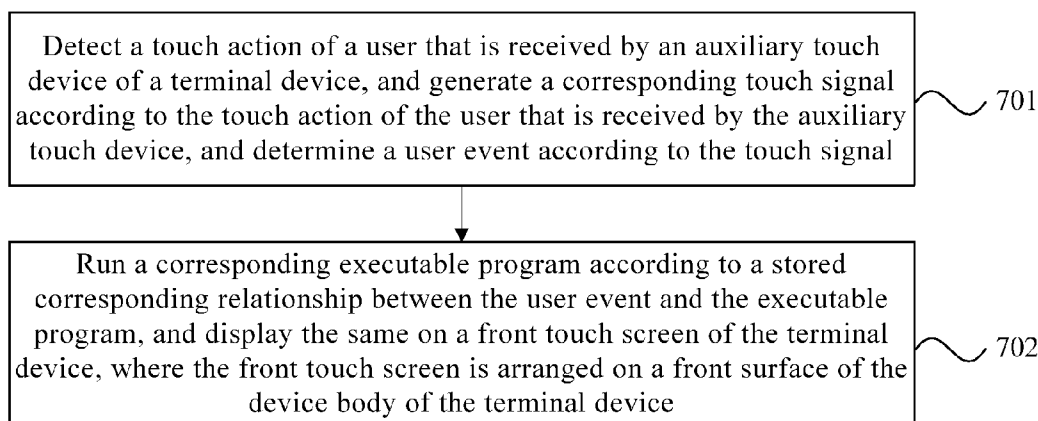 Detect a touch action of a user that is received by an auxiliary touch
device of a terminal device, and generate a corresponding touch signal
according to the touch action of the user that is received by the auxiliary
touch device, and determine a user event according to the touch signal
701
Run a corresponding executable program according to a stored
corresponding relationship between the user event and the executable
program, and display the same on a front touch screen of the terminal
device, where the front touch screen is arranged on a front surface of the
device body of the terminal device
702